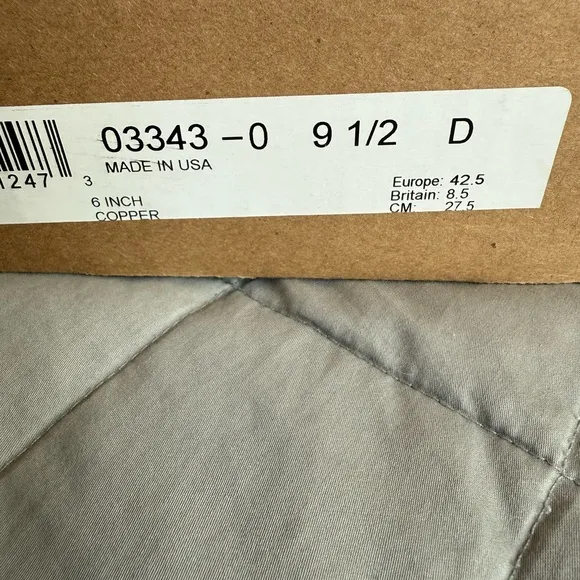 03343 -0 9 1/2 D
MADE IN USA
1247 3
6 INCH
COPPER
Europe: 42.5
Britain: 8.5
CM: 27.5